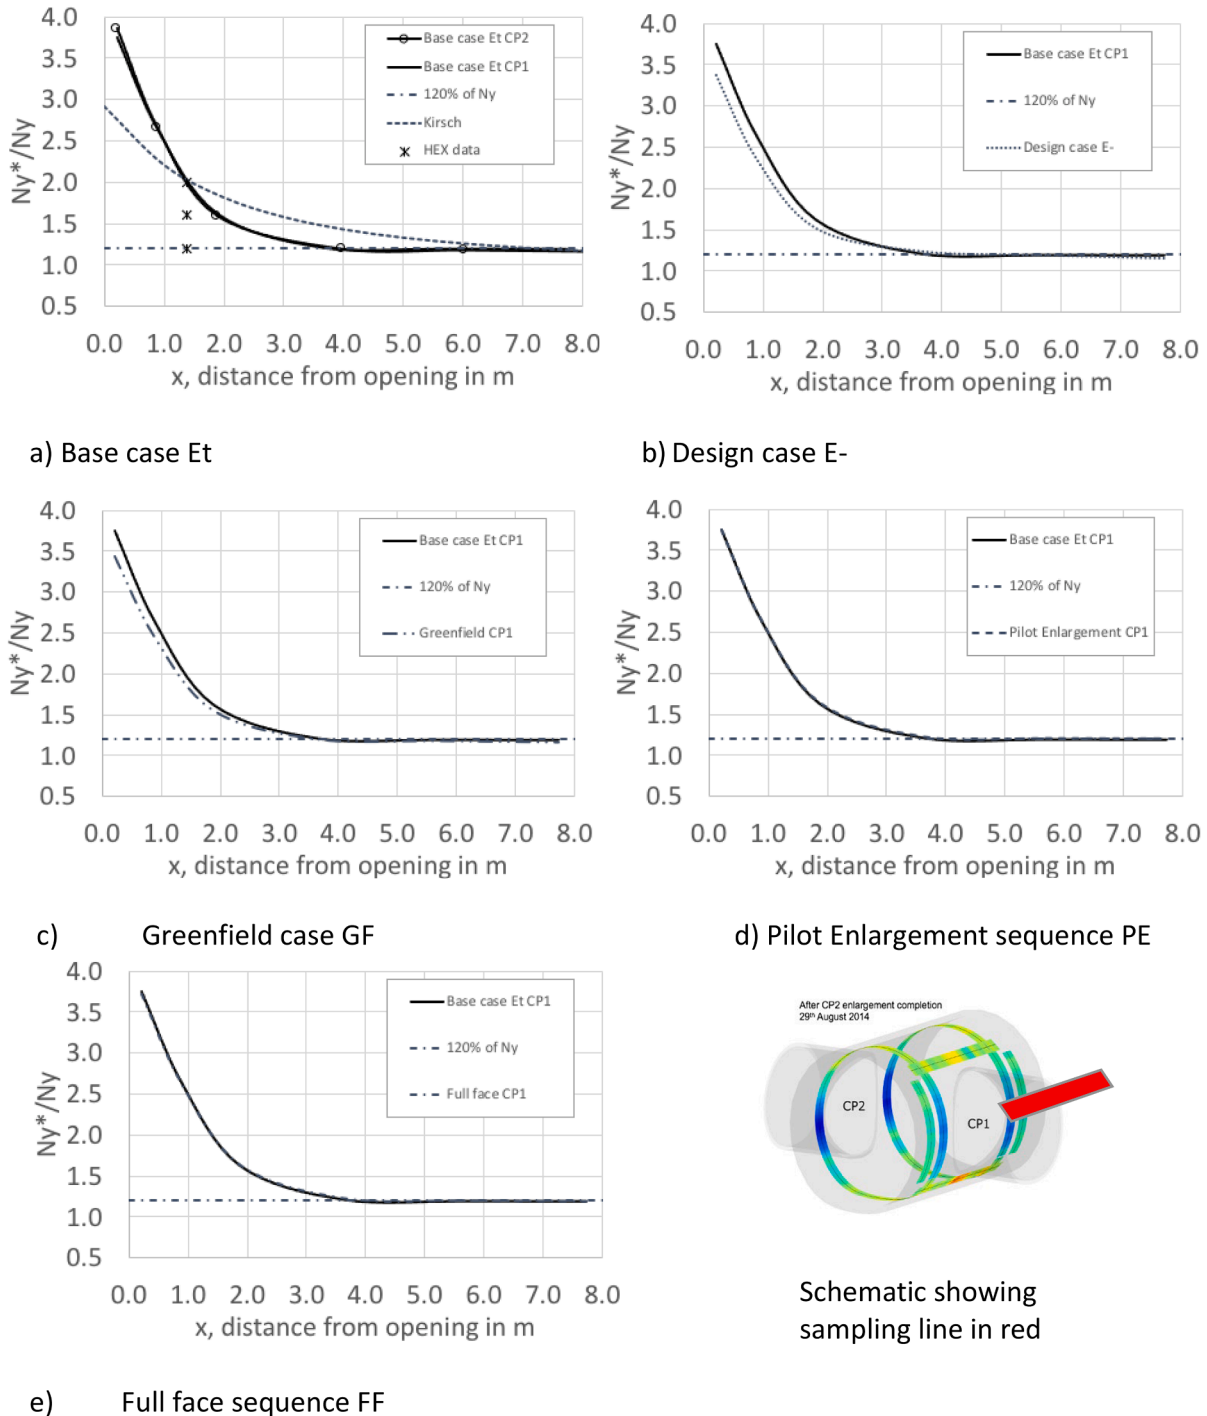 4.0
3.5
3.0
2.5
2.0
1.5
1.0
0.5
Ny*/Ny
Base case Et CP2
Base case Et CP1
120% of Ny
Kirsch
HEX data
0.0 1.0 2.0 3.0 4.0 5.0 6.0 7.0 8.0
x, distance from opening in m
a) Base case Et
4.0
3.5
3.0
2.5
2.0
1.5
1.0
0.5
Ny*/Ny
Base case Et CP1
120% of Ny
Design case E-
0.0 1.0 2.0 3.0 4.0 5.0 6.0 7.0 8.0
x, distance from opening in m
b) Design case E-
4.0
3.5
3.0
2.5
2.0
1.5
1.0
0.5
Ny*/Ny
Base case Et CP1
120% of Ny
Greenfield CP1
0.0 1.0 2.0 3.0 4.0 5.0 6.0 7.0 8.0
x, distance from opening in m
c) Greenfield case GF
4.0
3.5
3.0
2.5
2.0
1.5
1.0
0.5
Ny*/Ny
Base case Et CP1
120% of Ny
Pilot Enlargement CP1
0.0 1.0 2.0 3.0 4.0 5.0 6.0 7.0 8.0
x, distance from opening in m
d) Pilot Enlargement sequence PE
4.0
3.5
3.0
2.5
2.0
1.5
1.0
0.5
Ny*/Ny
Base case Et CP1
120% of Ny
Full face CP1
0.0 1.0 2.0 3.0 4.0 5.0 6.0 7.0 8.0
x, distance from opening in m
e) Full face sequence FF
After CP2 enlargement completion
29th August 2014
CP2
CP1
Schematic showing
sampling line in red